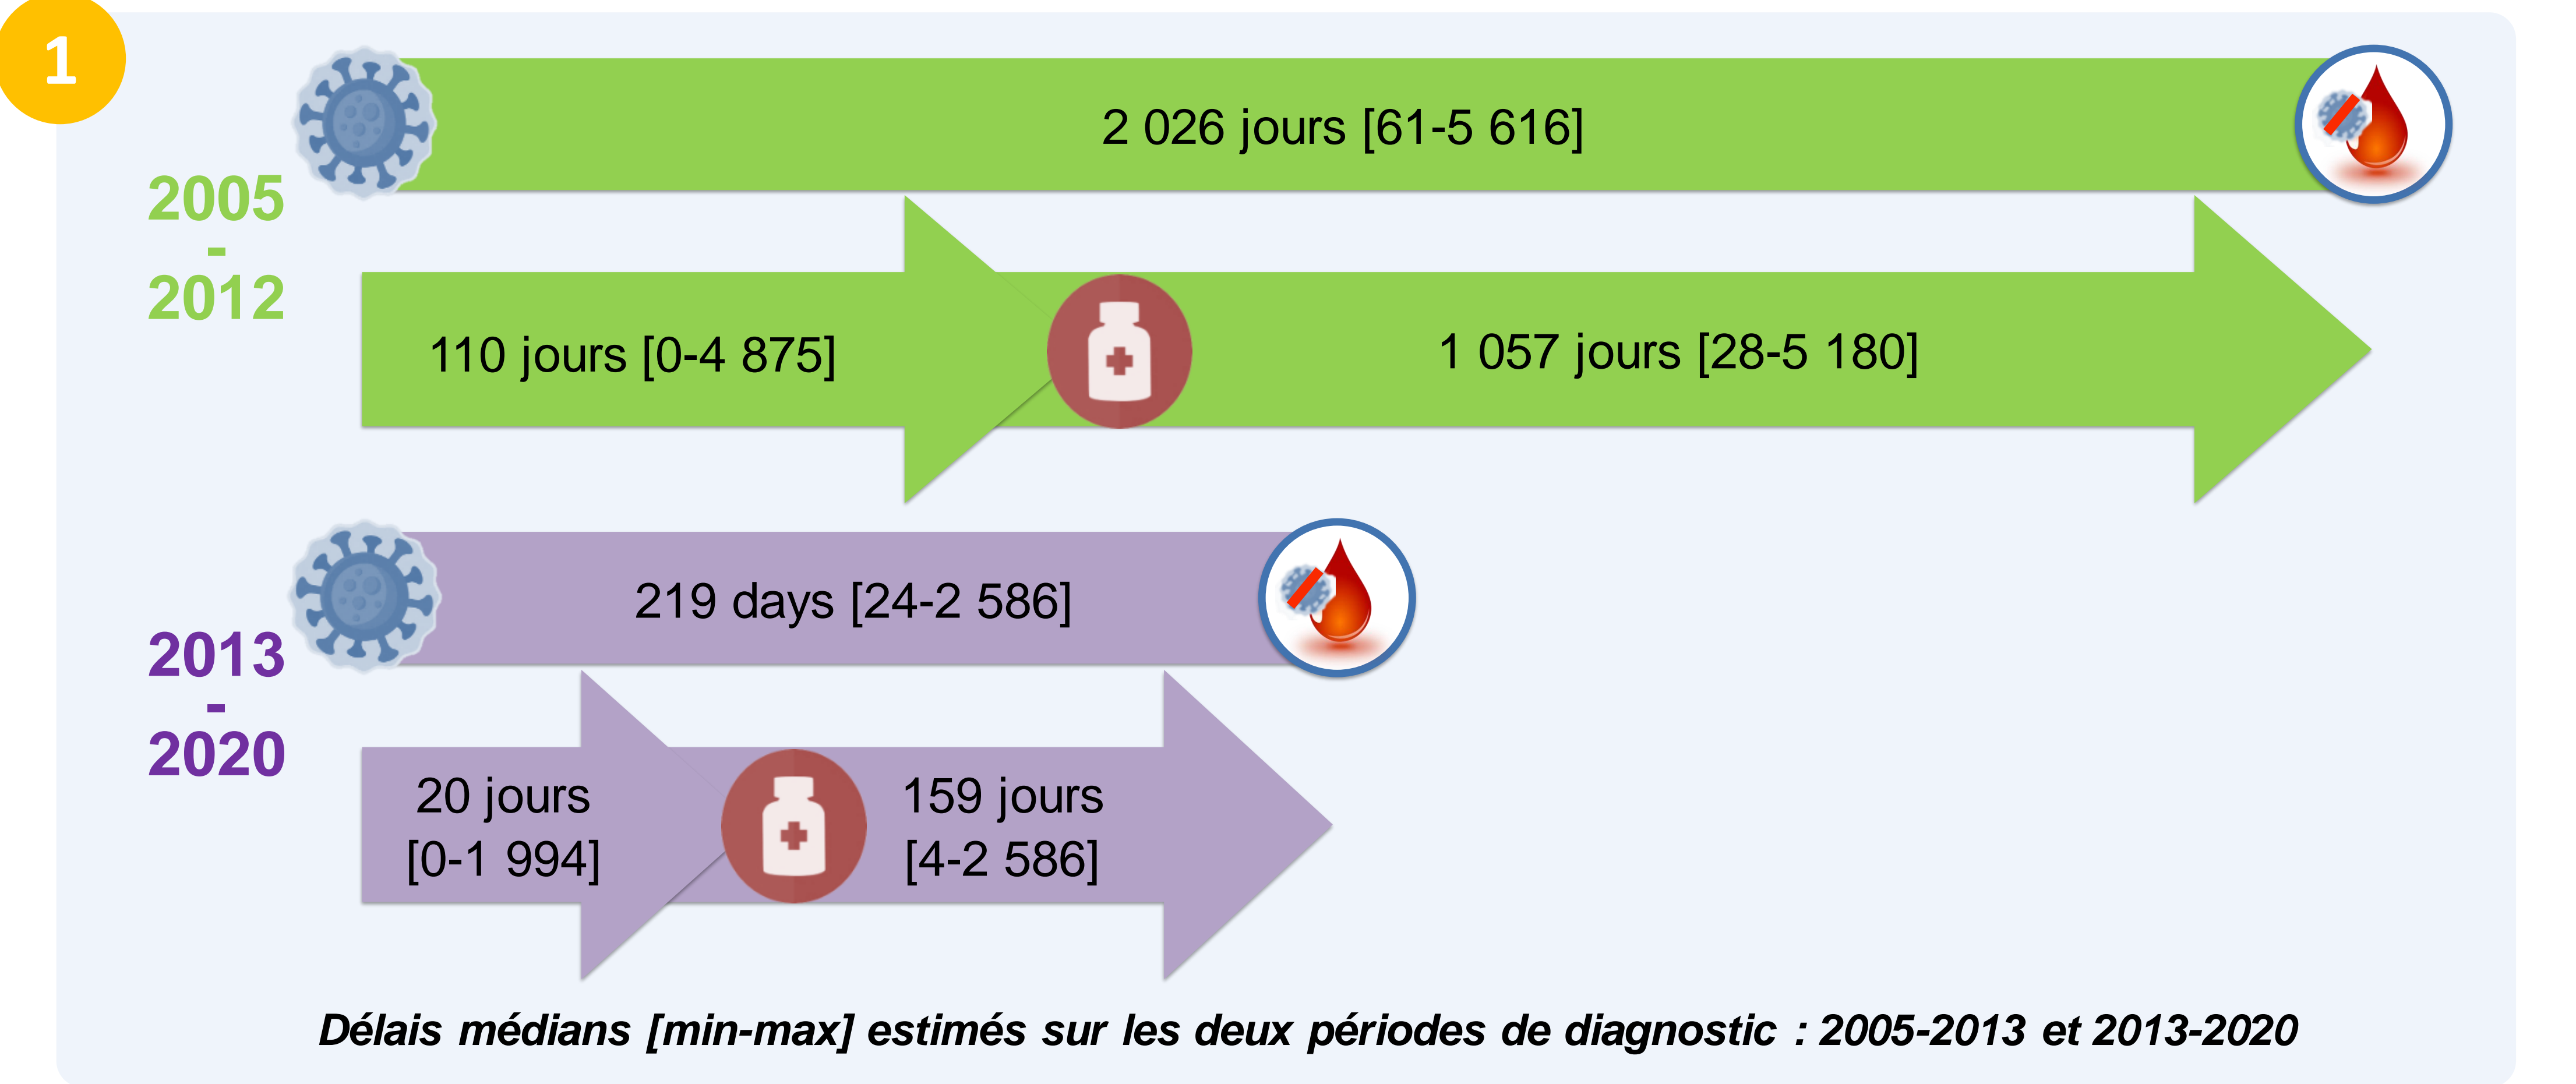 1
2 026 jours [61-5 616]
2005
-
2012
110 jours [0-4 875]
1 057 jours [28-5 180]
219 days [24-2 586]
2013
-
2020
20 jours
[0-1 994]
159 jours
[4-2 586]
Délais médians [min-max] estimés sur les deux périodes de diagnostic : 2005-2013 et 2013-2020